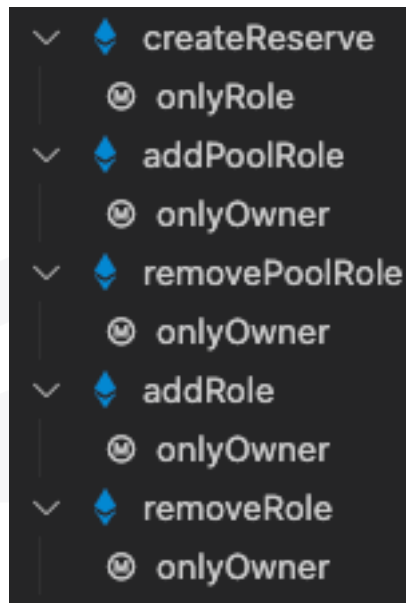 createReserve
onlyRole
addPoolRole
onlyOwner
removePoolRole
onlyOwner
addRole
onlyOwner
removeRole
onlyOwner